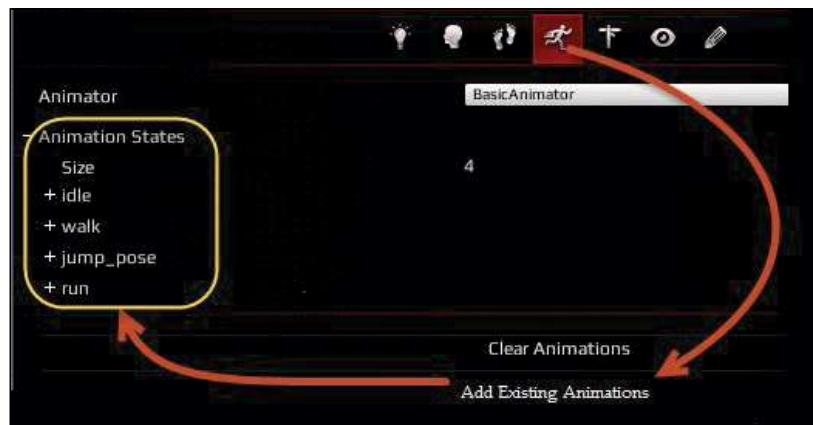 Animator BasicAnimator
- Animation States
Size 4
+ idle
+ walk
+ jump_pose
+ run
Clear Animations
Add Existing Animations